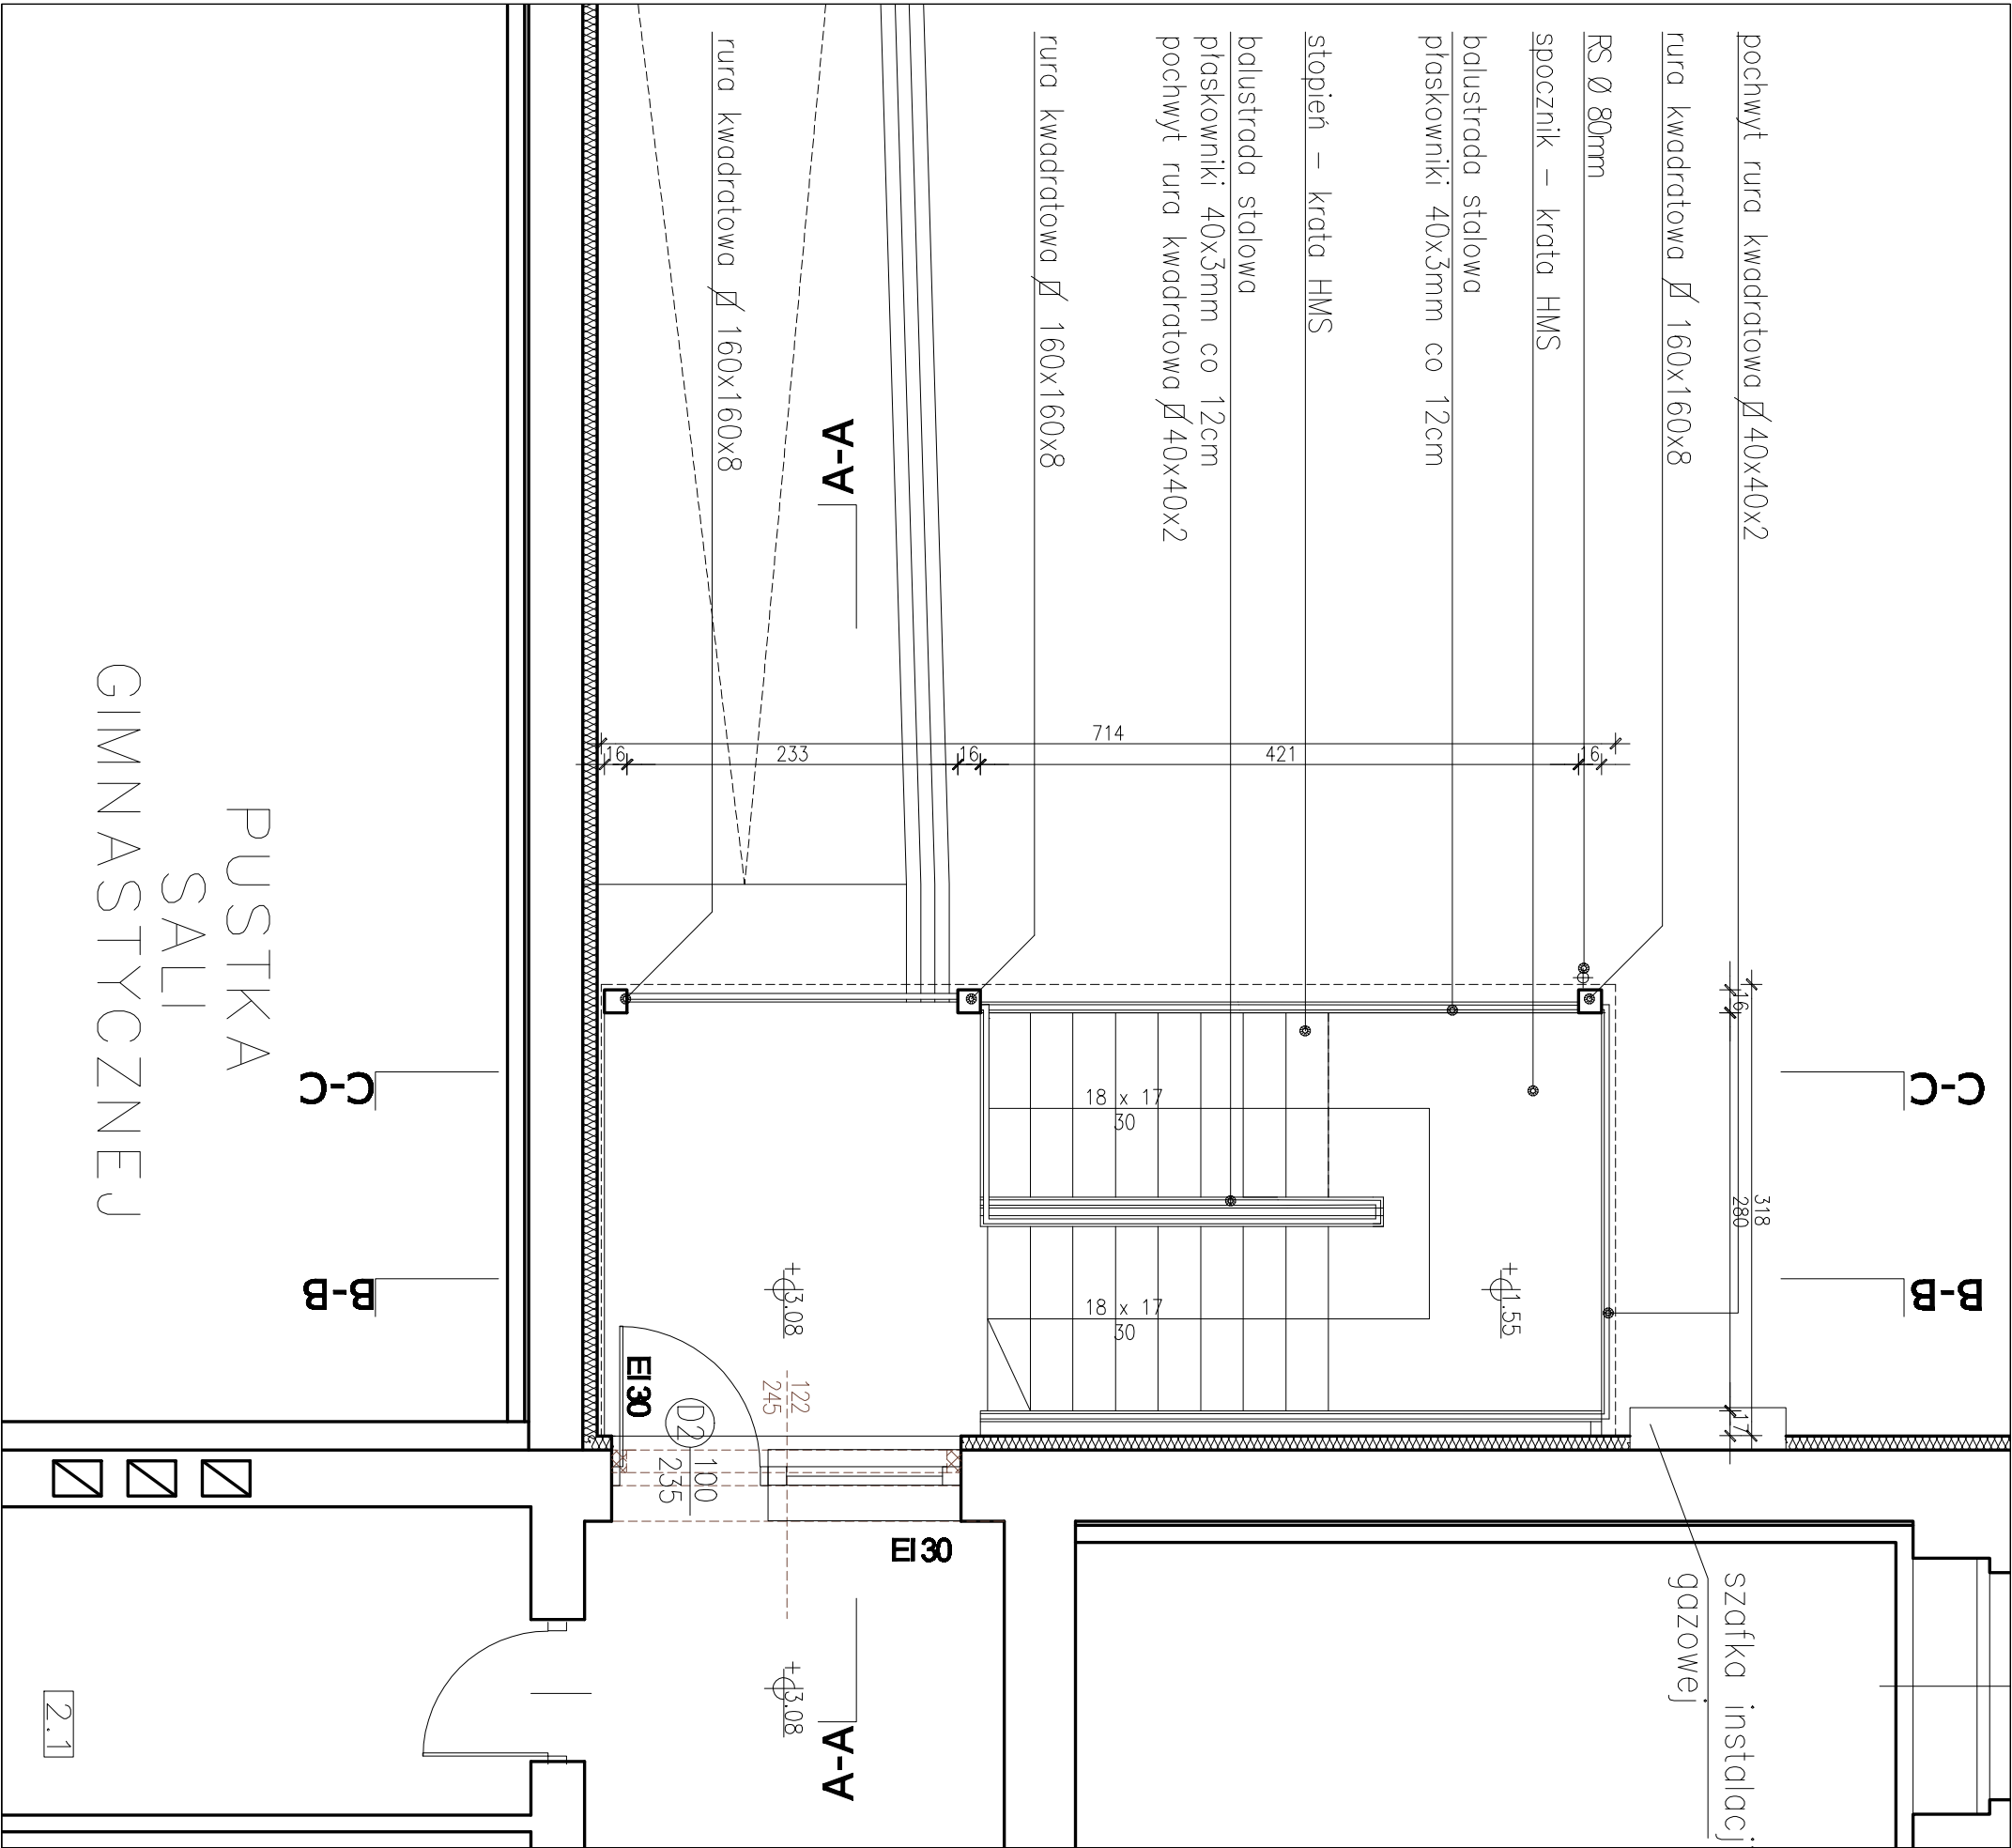 pochwyt rura kwadratowa 40x40x2
rura kwadratowa 160x160x8
RS Ø 80mm
spocznik – krata HMS
balustrada stalowa
płaskowniki 40x3mm co 12cm
stopień – krata HMS
balustrada stalowa
płaskowniki 40x3mm co 12cm
pochwyt rura kwadratowa 40x40x2
rura kwadratowa 160x160x8
rura kwadratowa 160x160x8
A-A
714
16
233
16
421
16
16
318
280
17
C-C
C-C
B-B
B-B
18 x 17
30
18 x 17
30
+3.08
+1.55
EI 30
122
245
D2
100
235
EI 30
+3.08
A-A
szafka instalacji
gazowej
PUSTKA
SALI
GIMNASTYCZNEJ
2.1